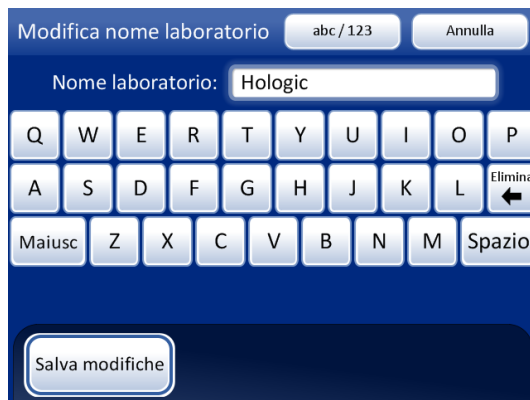 Modifica nome laboratorio abc / 123 Annulla
Nome laboratorio: Hologic
Q W E R T Y U I O P
A S D F G H J K L Elimina
Maiusc Z X C V B N M Spazio
Salva modifiche